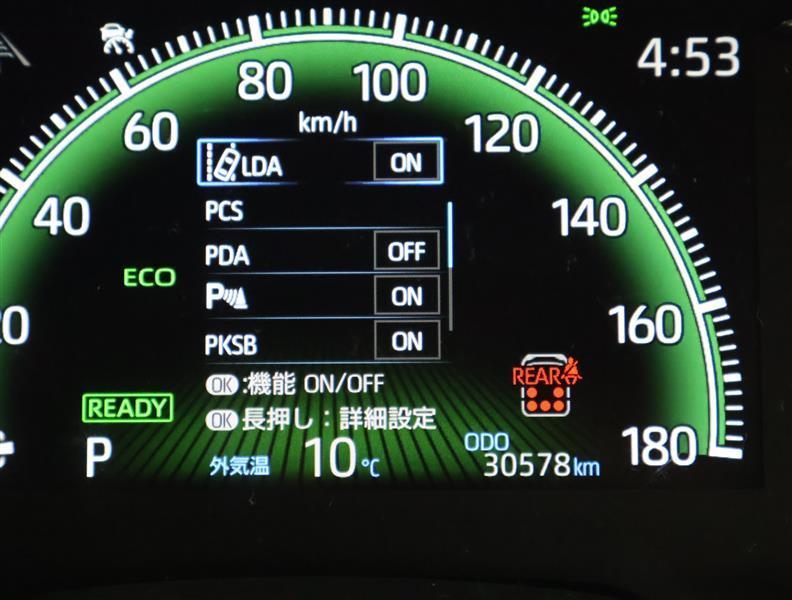 4:53
80 100
km/h
60 120
LDA ON
PCS
40 140
PDA OFF
ECO
P ON
160
PKSB ON
REAR
OK:機能 ON/OFF
READY
OK長押し：詳細設定
P
外気温 10℃
ODO
30578km
180